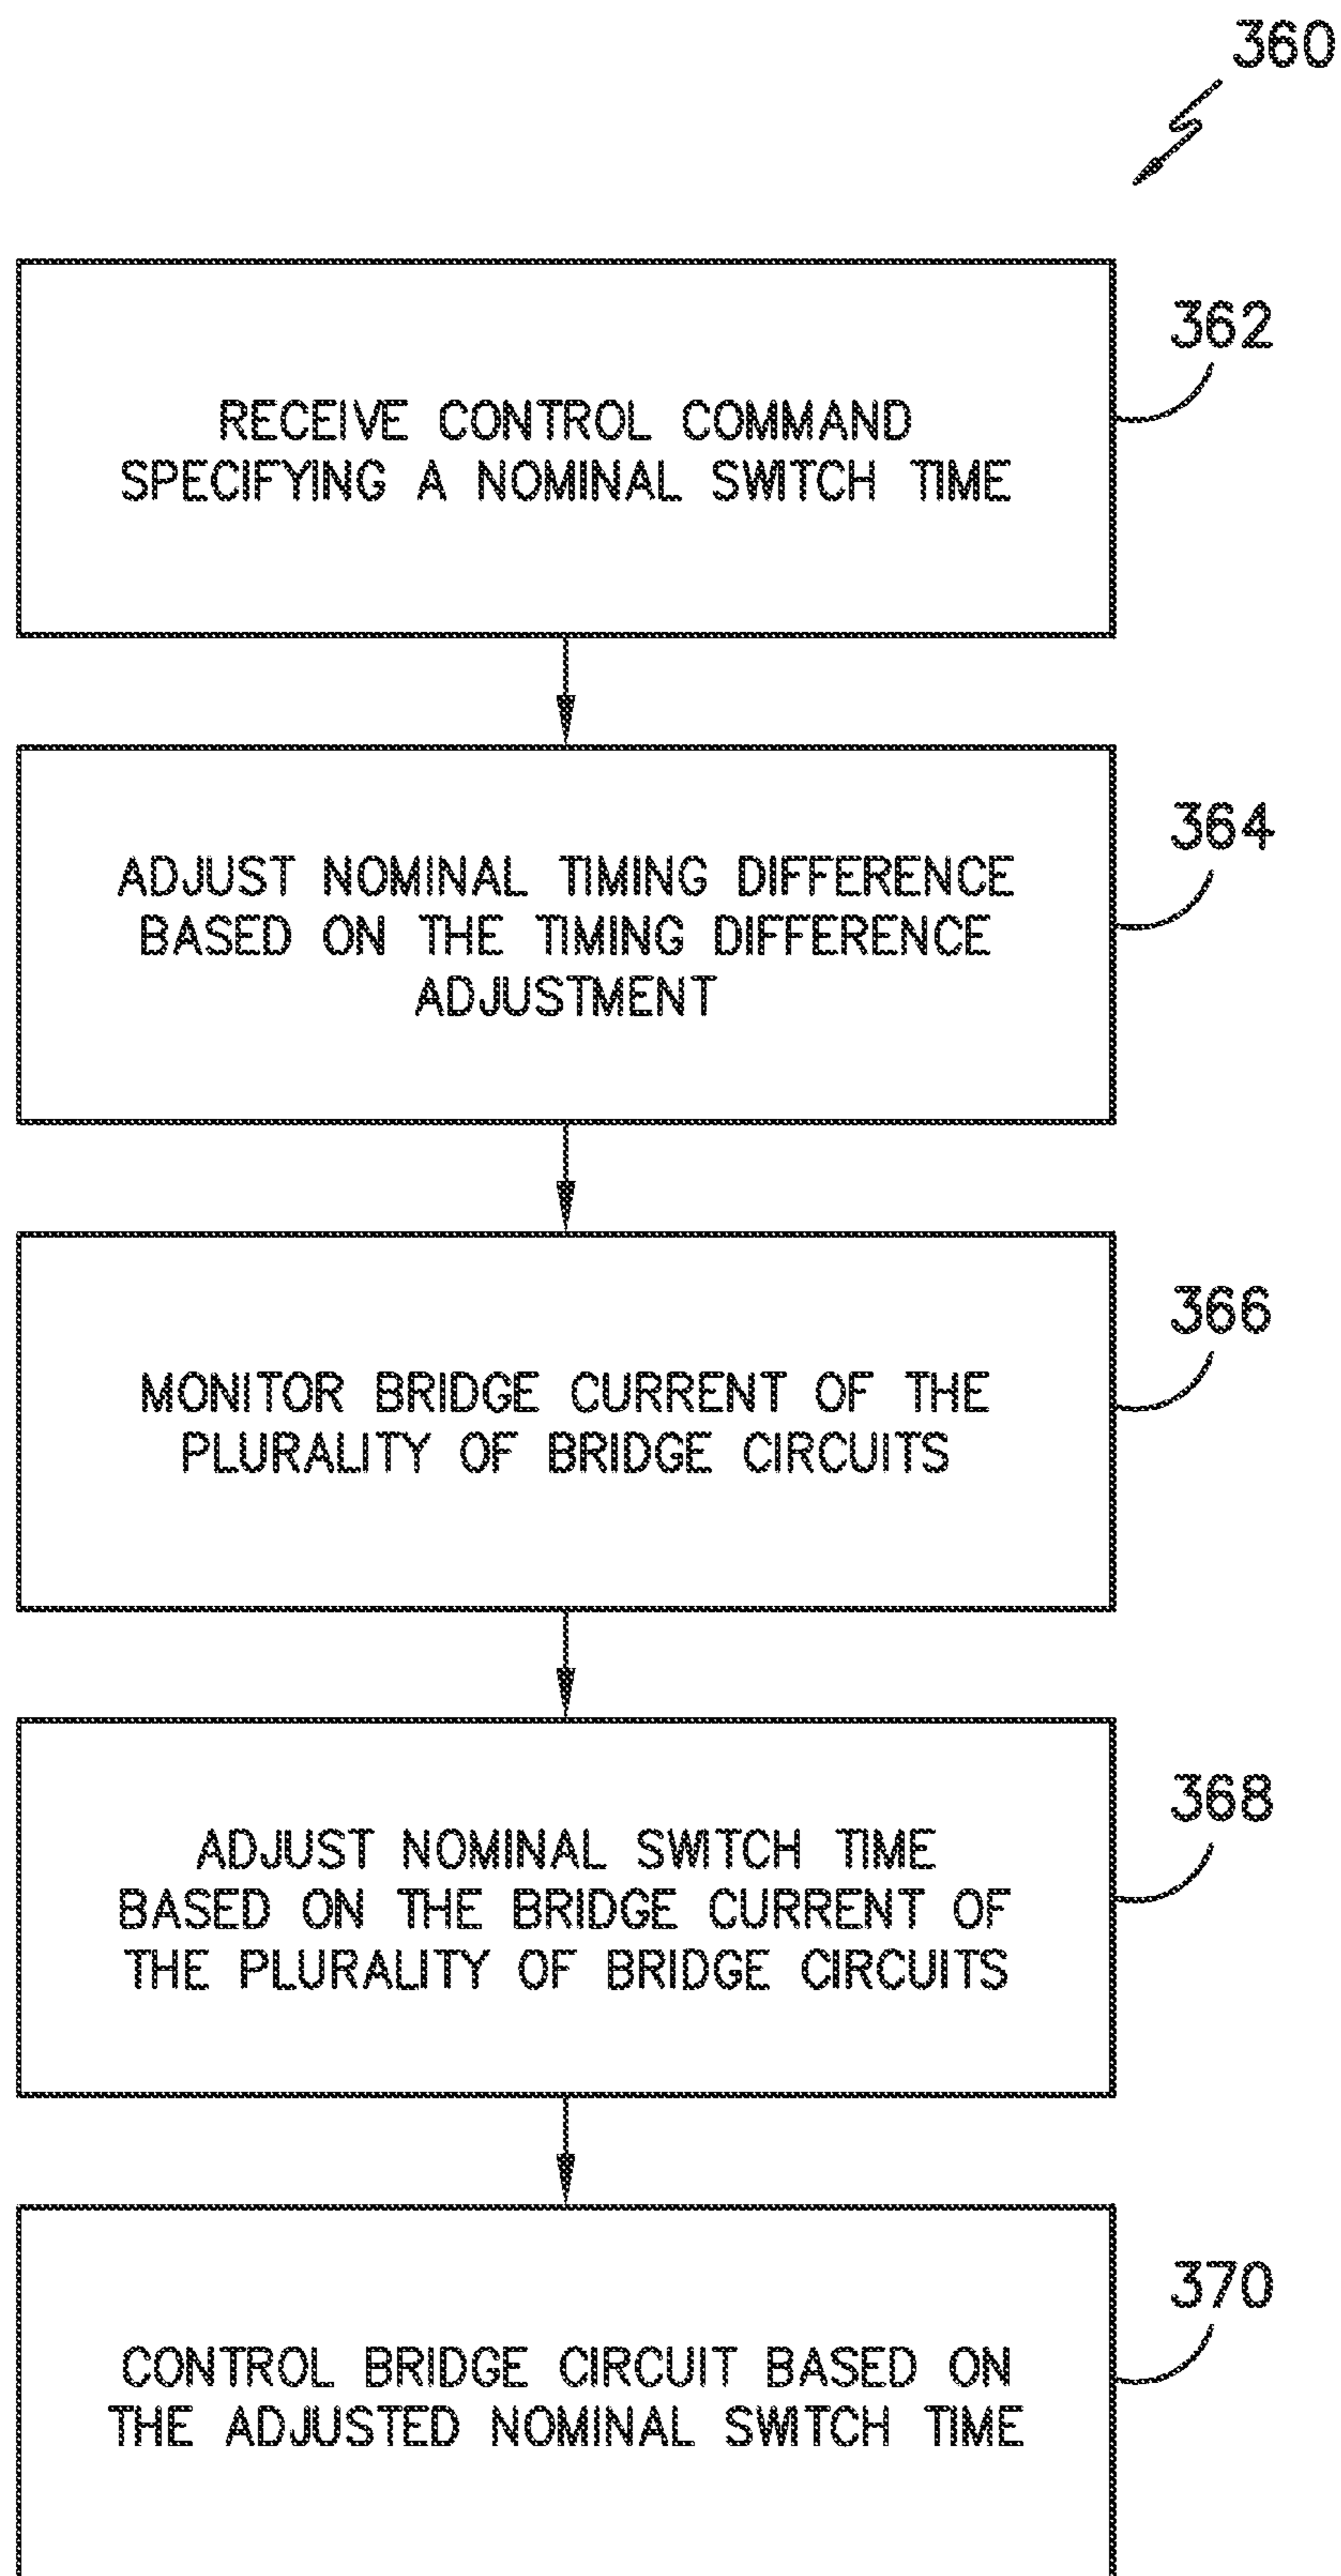 360
362
RECEIVE CONTROL COMMAND
SPECIFYING A NOMINAL SWITCH TIME
364
ADJUST NOMINAL TIMING DIFFERENCE
BASED ON THE TIMING DIFFERENCE
ADJUSTMENT
366
MONITOR BRIDGE CURRENT OF THE
PLURALITY OF BRIDGE CIRCUITS
368
ADJUST NOMINAL SWITCH TIME
BASED ON THE BRIDGE CURRENT OF
THE PLURALITY OF BRIDGE CIRCUITS
370
CONTROL BRIDGE CIRCUIT BASED ON
THE ADJUSTED NOMINAL SWITCH TIME